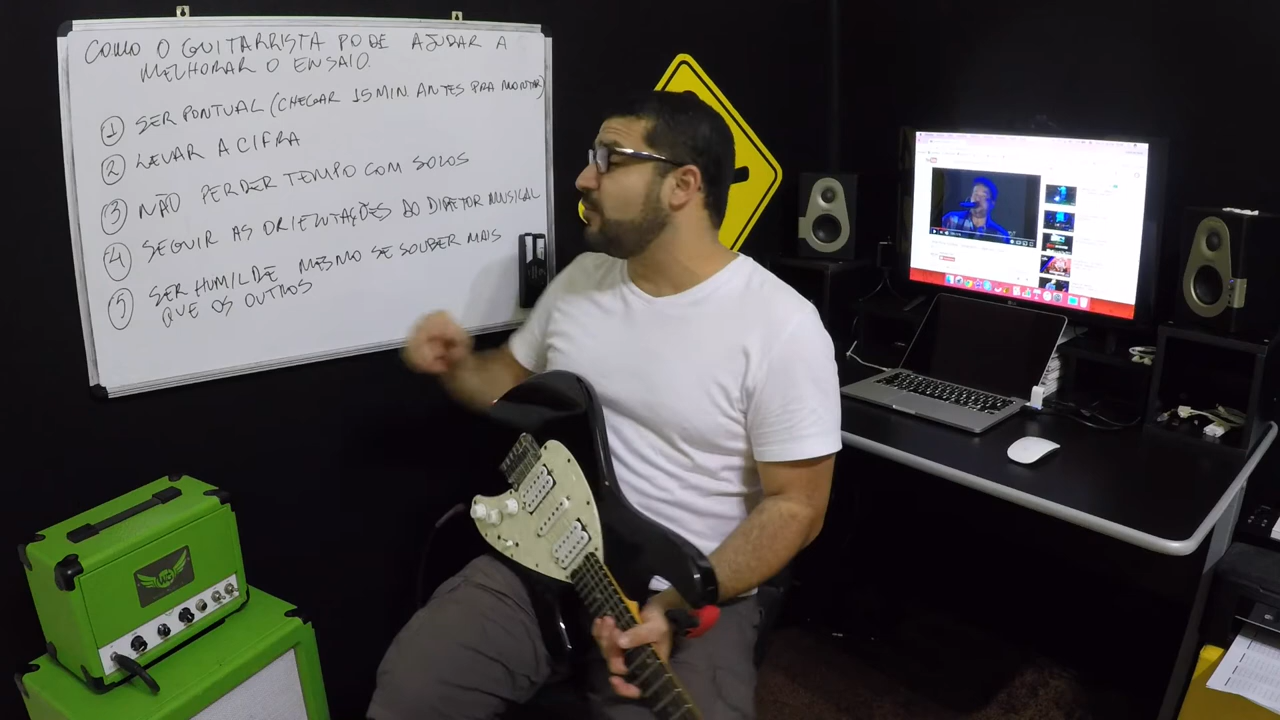 COMO O GUITARRISTA PODE AJUDAR A
MELHORAR O ENSAIO.
① SER PONTUAL (CHEGAR 15 MIN. ANTES PRA MONTAR)
② LEVAR A CIFRA
③ NÃO PERDER TEMPO COM SOLOS
④ SEGUIR AS ORIENTAÇÕES DO DIRETOR MUSICAL
⑤ SER HUMILDE MESMO SE SOUBER MAIS
QUE OS OUTROS